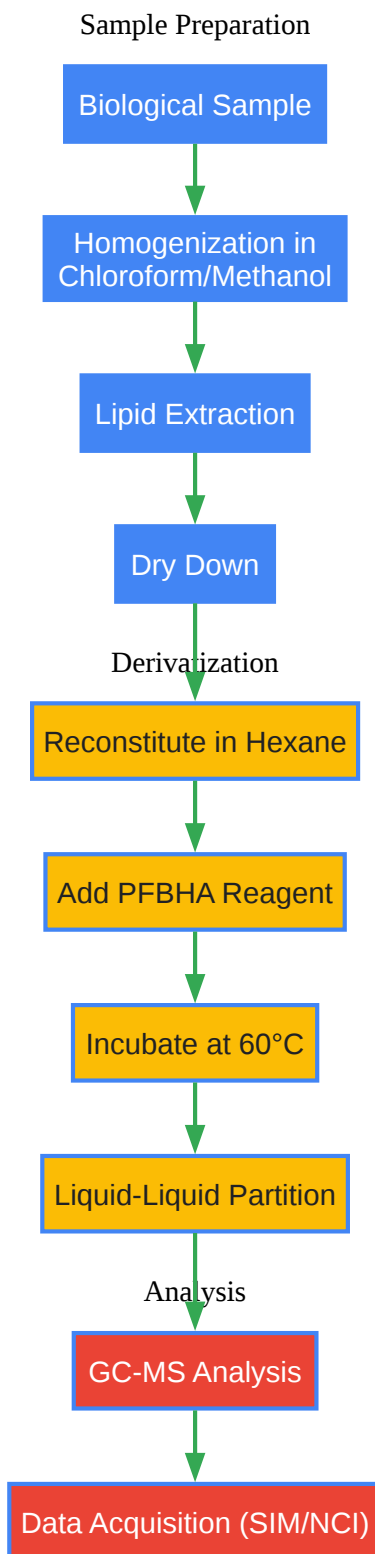 Sample Preparation
Biological Sample
Homogenization in
Chloroform/Methanol
Lipid Extraction
Dry Down
Derivatization
Reconstitute in Hexane
Add PFBHA Reagent
Incubate at 60°C
Liquid-Liquid Partition
Analysis
GC-MS Analysis
Data Acquisition (SIM/NCI)